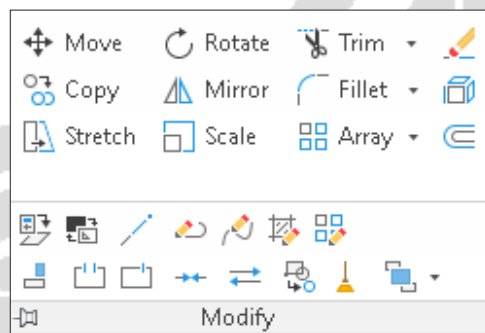 Move Rotate Trim
Copy Mirror Fillet
Stretch Scale Array
Modify